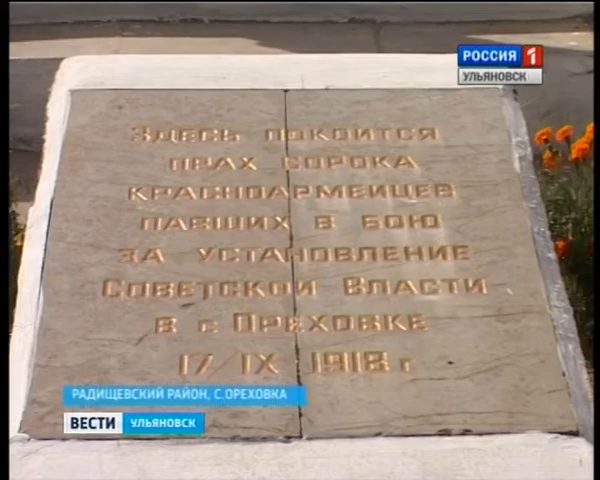 РОССИЯ 1
УЛЬЯНОВСК
Здесь покоится
прах сорока
красноармейцев
павших в бою
за установление
Советской Власти
в с Ореховке
17/IX 1918 г
РАДИЩЕВСКИЙ РАЙОН, С.ОРЕХОВКА
ВЕСТИ УЛЬЯНОВСК